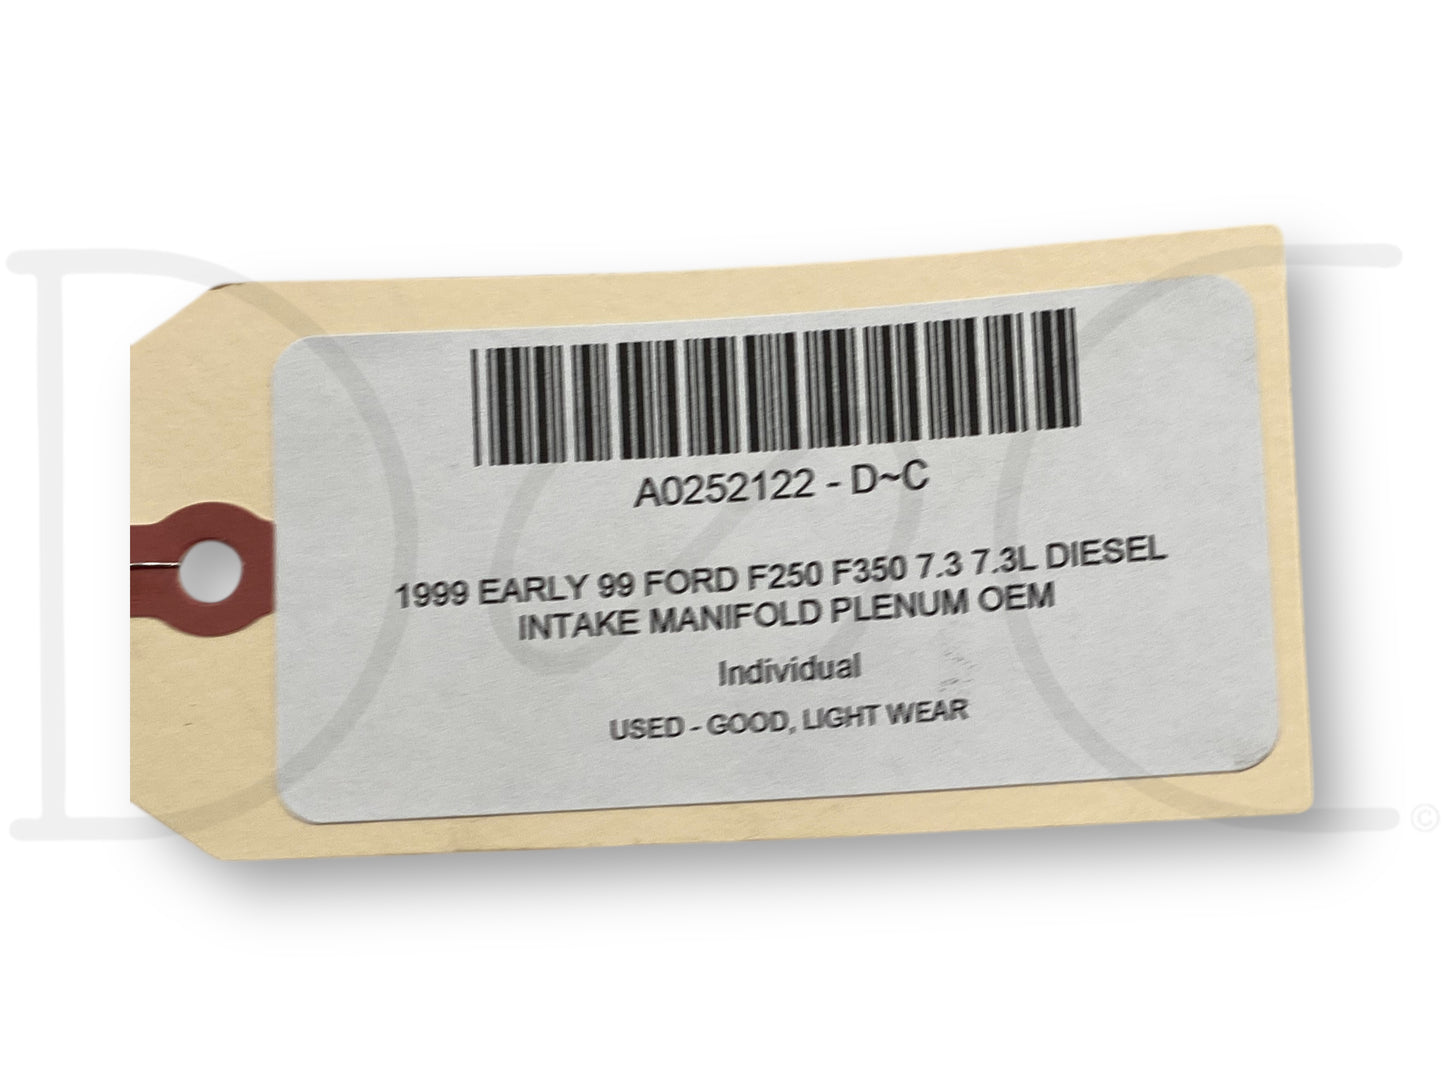 A0252122 - D~C
1999 EARLY 99 FORD F250 F350 7.3 7.3L DIESEL
INTAKE MANIFOLD PLENUM OEM
Individual
USED - GOOD, LIGHT WEAR
D2C
©